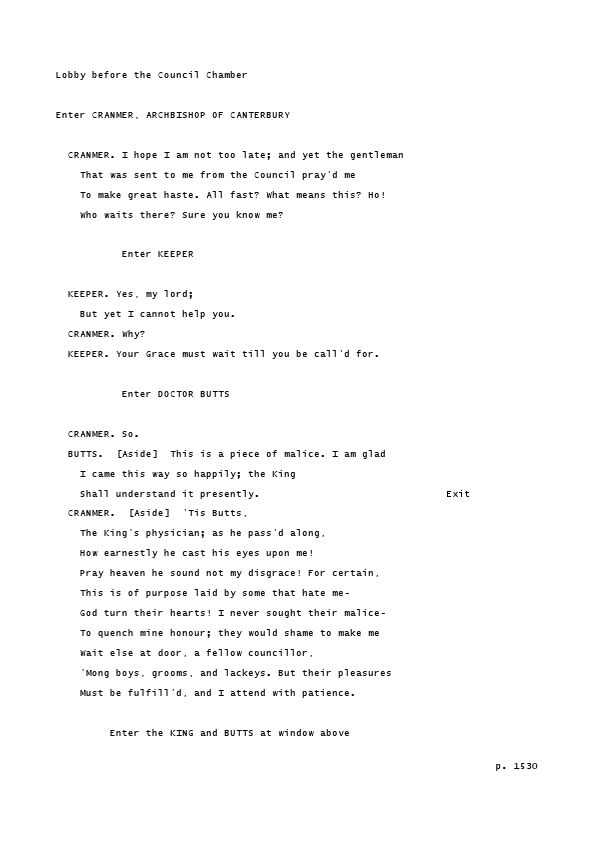 Lobby before the Council Chamber
Enter CRANMER, ARCHBISHOP OF CANTERBURY
CRANMER. I hope I am not too late; and yet the gentleman
That was sent to me from the Council pray'd me
To make great haste. All fast? What means this? Ho!
Who waits there? Sure you know me?
Enter KEEPER
KEEPER. Yes, my lord;
But yet I cannot help you.
CRANMER. Why?
KEEPER. Your Grace must wait till you be call'd for.
Enter DOCTOR BUTTS
CRANMER. So.
BUTTS.  [Aside]  This is a piece of malice. I am glad
I came this way so happily; the King
Shall understand it presently. Exit
CRANMER.  [Aside]  'Tis Butts,
The King's physician; as he pass'd along,
How earnestly he cast his eyes upon me!
Pray heaven he sound not my disgrace! For certain,
This is of purpose laid by some that hate me-
God turn their hearts! I never sought their malice-
To quench mine honour; they would shame to make me
Wait else at door, a fellow councillor,
'Mong boys, grooms, and lackeys. But their pleasures
Must be fulfill'd, and I attend with patience.
Enter the KING and BUTTS at window above
p. 1530